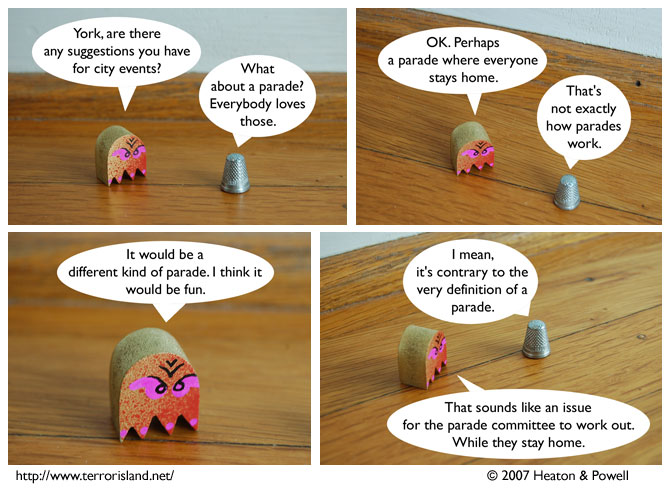 York, are there
any suggestions you have
for city events?
What
about a parade?
Everybody loves
those.
OK. Perhaps
a parade where everyone
stays home.
That's
not exactly
how parades
work.
It would be a
different kind of parade. I think it
would be fun.
I mean,
it's contrary to the
very definition of a
parade.
That sounds like an issue
for the parade committee to work out.
While they stay home.
http://www.terrorisland.net/
© 2007 Heaton & Powell